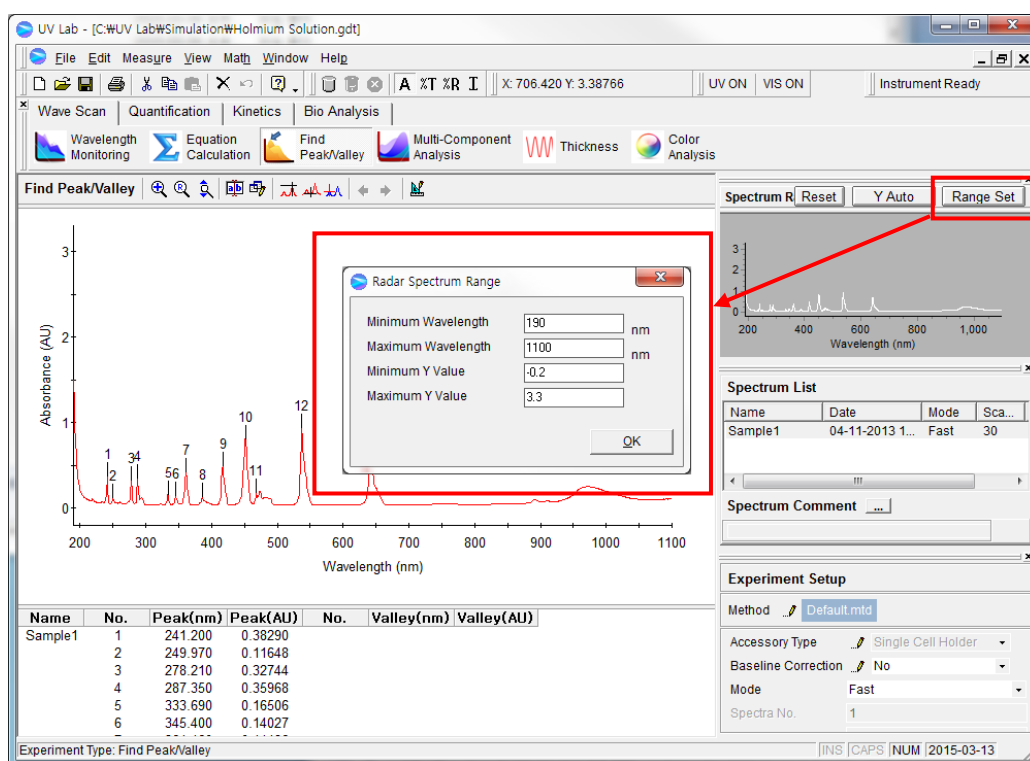 UV Lab - [C:₩UV Lab₩Simulation₩Holmium Solution.gdt]
File Edit Measure View Math Window Help
A %T %R I X: 706.420 Y: 3.38766 UV ON VIS ON Instrument Ready
Wave Scan Quantification Kinetics Bio Analysis
Wavelength Monitoring
Equation Calculation
Find Peak/Valley
Multi-Component Analysis
Thickness
Color Analysis
Find Peak/Valley
Absorbance (AU)
3
2
1
0
1 2 3 4 5 6 7 8 9 10 11 12
200 300 400 500 600 700 800 900 1000 1100
Wavelength (nm)
Radar Spectrum Range
Minimum Wavelength 190 nm
Maximum Wavelength 1100 nm
Minimum Y Value -0.2
Maximum Y Value 3.3
OK
Spectrum R Reset Y Auto Range Set
3
2
1
0
200 400 600 800 1,000
Wavelength (nm)
Spectrum List
Name Date Mode Sca...
Sample1 04-11-2013 1... Fast 30
Spectrum Comment ...
Experiment Setup
Method Default.mtd
Accessory Type Single Cell Holder
Baseline Correction No
Mode Fast
Spectra No. 1
Name No. Peak(nm) Peak(AU) No. Valley(nm) Valley(AU)
Sample1 1 241.200 0.38290
2 249.970 0.11648
3 278.210 0.32744
4 287.350 0.35968
5 333.690 0.16506
6 345.400 0.14027
Experiment Type: Find Peak/Valley INS CAPS NUM 2015-03-13